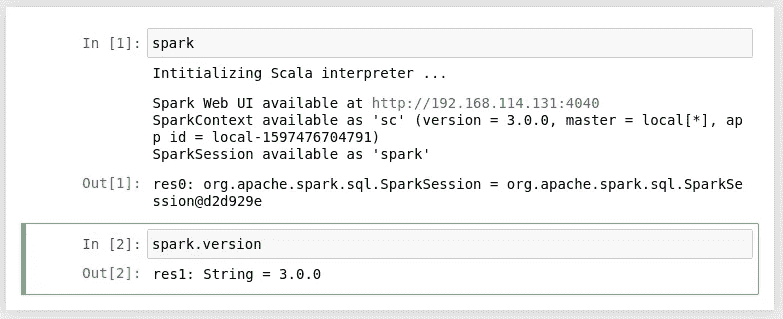 In [1]: spark
Intitializing Scala interpreter ...
Spark Web UI available at http://192.168.114.131:4040
SparkContext available as 'sc' (version = 3.0.0, master = local[*], ap
p id = local-1597476704791)
SparkSession available as 'spark'
Out[1]: res0: org.apache.spark.sql.SparkSession = org.apache.spark.sql.SparkSe
ssion@d2d929e
In [2]: spark.version
Out[2]: res1: String = 3.0.0